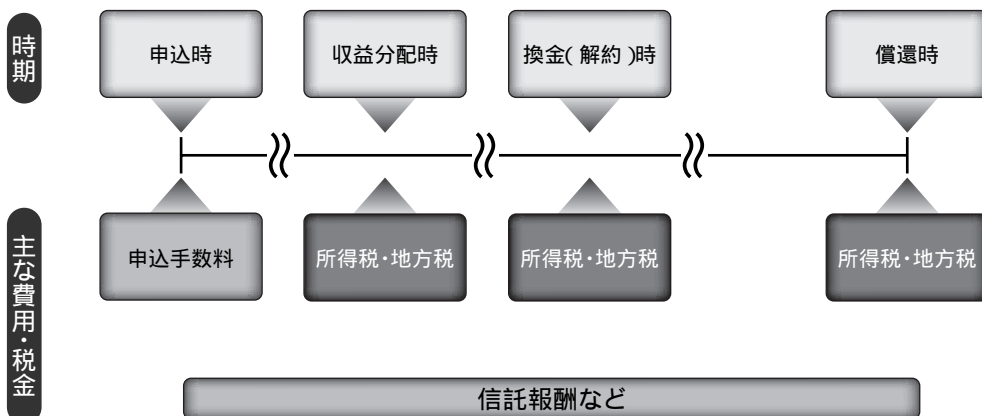 時期
申込時
収益分配時
換金(解約)時
償還時
主な費用・税金
申込手数料
所得税・地方税
所得税・地方税
所得税・地方税
信託報酬など